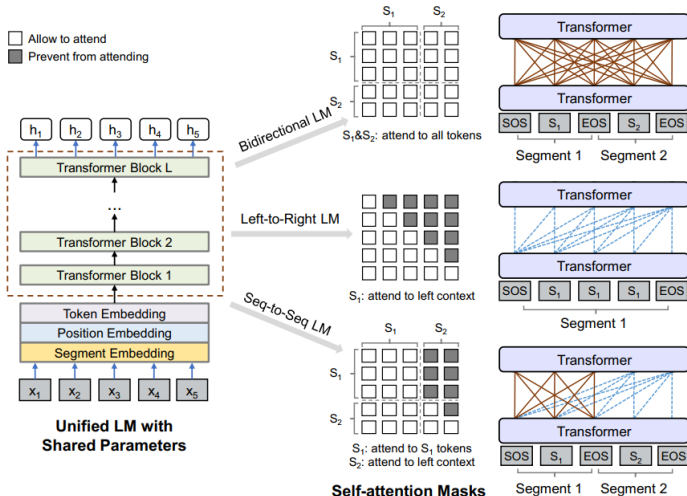 Allow to attend
Prevent from attending
h1 h2 h3 h4 h5
Transformer Block L
...
Transformer Block 2
Transformer Block 1
Token Embedding
Position Embedding
Segment Embedding
x1 x2 x3 x4 x5
Unified LM with
Shared Parameters
Bidirectional LM
Left-to-Right LM
Seq-to-Seq LM
S1 S2
S1
S2
S1&S2: attend to all tokens
S1: attend to left context
S1 S2
S1
S2
S1: attend to S1 tokens
S2: attend to left context
Self-attention Masks
Transformer
Transformer
SOS S1 EOS S2 EOS
Segment 1 Segment 2
Transformer
Transformer
SOS S1 S1 S1 EOS
Segment 1
Transformer
Transformer
SOS S1 EOS S2 EOS
Segment 1 Segment 2